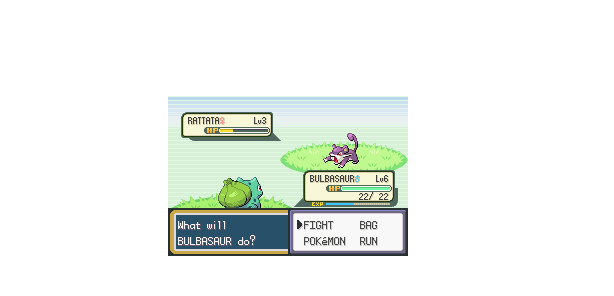 RATTATA♀ Lv3
HP
BULBASAUR♂ Lv6
HP
22/ 22
EXP
What will
BULBASAUR do?
▶FIGHT BAG
POKéMON RUN